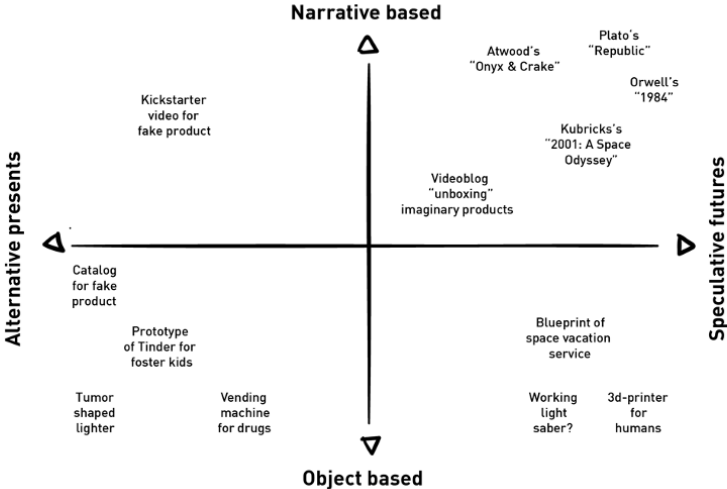 Narrative based
Plato's
"Republic"
Atwood's
"Onyx & Crake"
Orwell's
"1984"
Kickstarter
video for
fake product
Kubricks's
"2001: A Space
Odyssey"
Videoblog
"unboxing"
imaginary products
Alternative presents
Speculative futures
Catalog
for fake
product
Prototype
of Tinder for
foster kids
Blueprint of
space vacation
service
Tumor
shaped
lighter
Vending
machine
for drugs
Working
light
saber?
3d-printer
for
humans
Object based